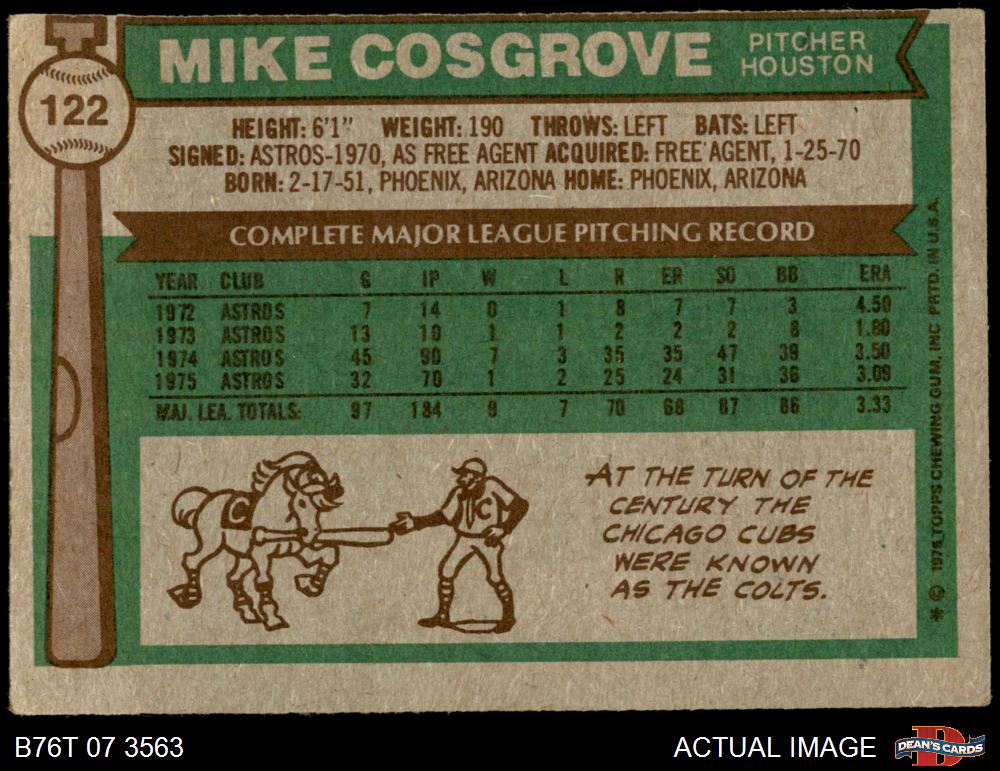 122
MIKE COSGROVE
PITCHER
HOUSTON
HEIGHT: 6'1" WEIGHT: 190 THROWS: LEFT BATS: LEFT
SIGNED: ASTROS-1970, AS FREE AGENT ACQUIRED: FREE AGENT, 1-25-70
BORN: 2-17-51, PHOENIX, ARIZONA HOME: PHOENIX, ARIZONA
COMPLETE MAJOR LEAGUE PITCHING RECORD
YEAR CLUB G IP W L R ER SO BB ERA
1972 ASTROS 7 14 0 1 8 7 7 3 4.50
1973 ASTROS 13 10 1 1 2 2 2 8 1.80
1974 ASTROS 45 90 7 3 35 35 47 39 3.50
1975 ASTROS 32 70 1 2 25 24 31 36 3.09
MAJ. LEA. TOTALS: 97 184 9 7 70 68 87 86 3.33
C
C
AT THE TURN OF THE
CENTURY THE
CHICAGO CUBS
WERE KNOWN
AS THE COLTS.
* © 1976 TOPPS CHEWING GUM, INC PRTD. IN U.S.A.
B76T 07 3563
ACTUAL IMAGE
DEAN'S CARDS